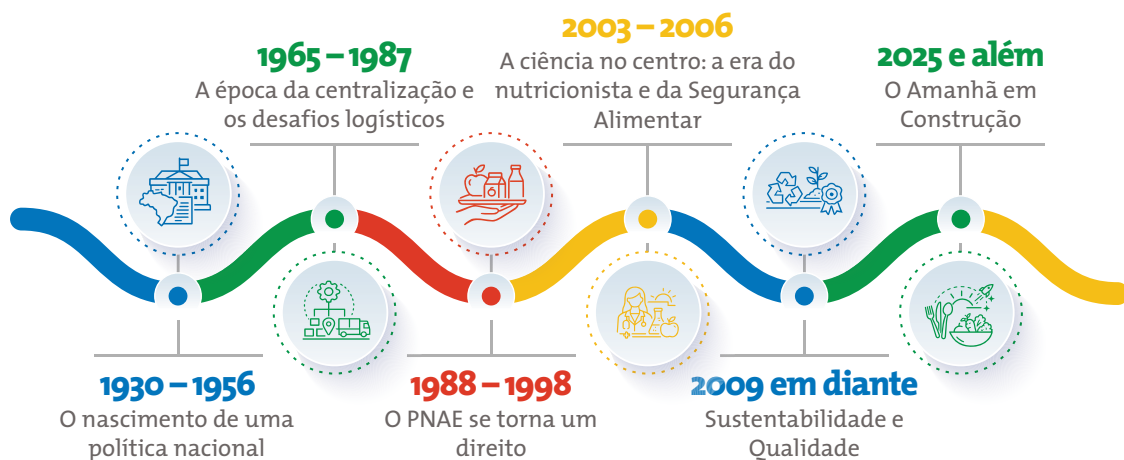 1930 – 1956
O nascimento de uma
política nacional
1965 – 1987
A época da centralização e
os desafios logísticos
1988 – 1998
O PNAE se torna um
direito
2003 – 2006
A ciência no centro: a era do
nutricionista e da Segurança
Alimentar
2009 em diante
Sustentabilidade e
Qualidade
2025 e além
O Amanhã em
Construção